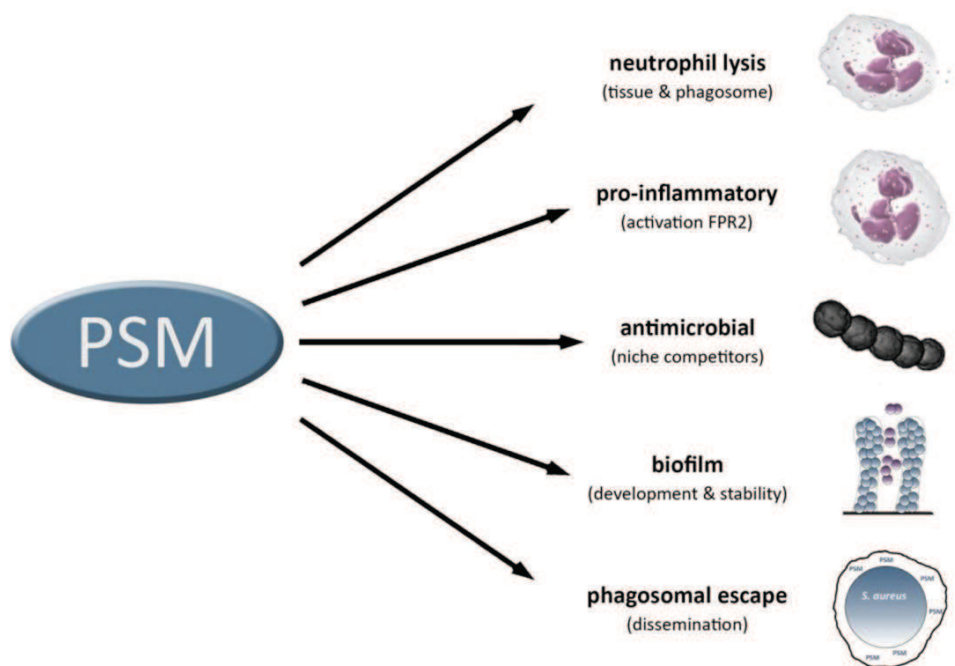 neutrophil lysis
(tissue & phagosome)
pro-inflammatory
(activation FPR2)
PSM
antimicrobial
(niche competitors)
biofilm
(development & stability)
phagosomal escape
(dissemination)
PSM
PSM
PSM
S. aureus
PSM
PSM
PSM